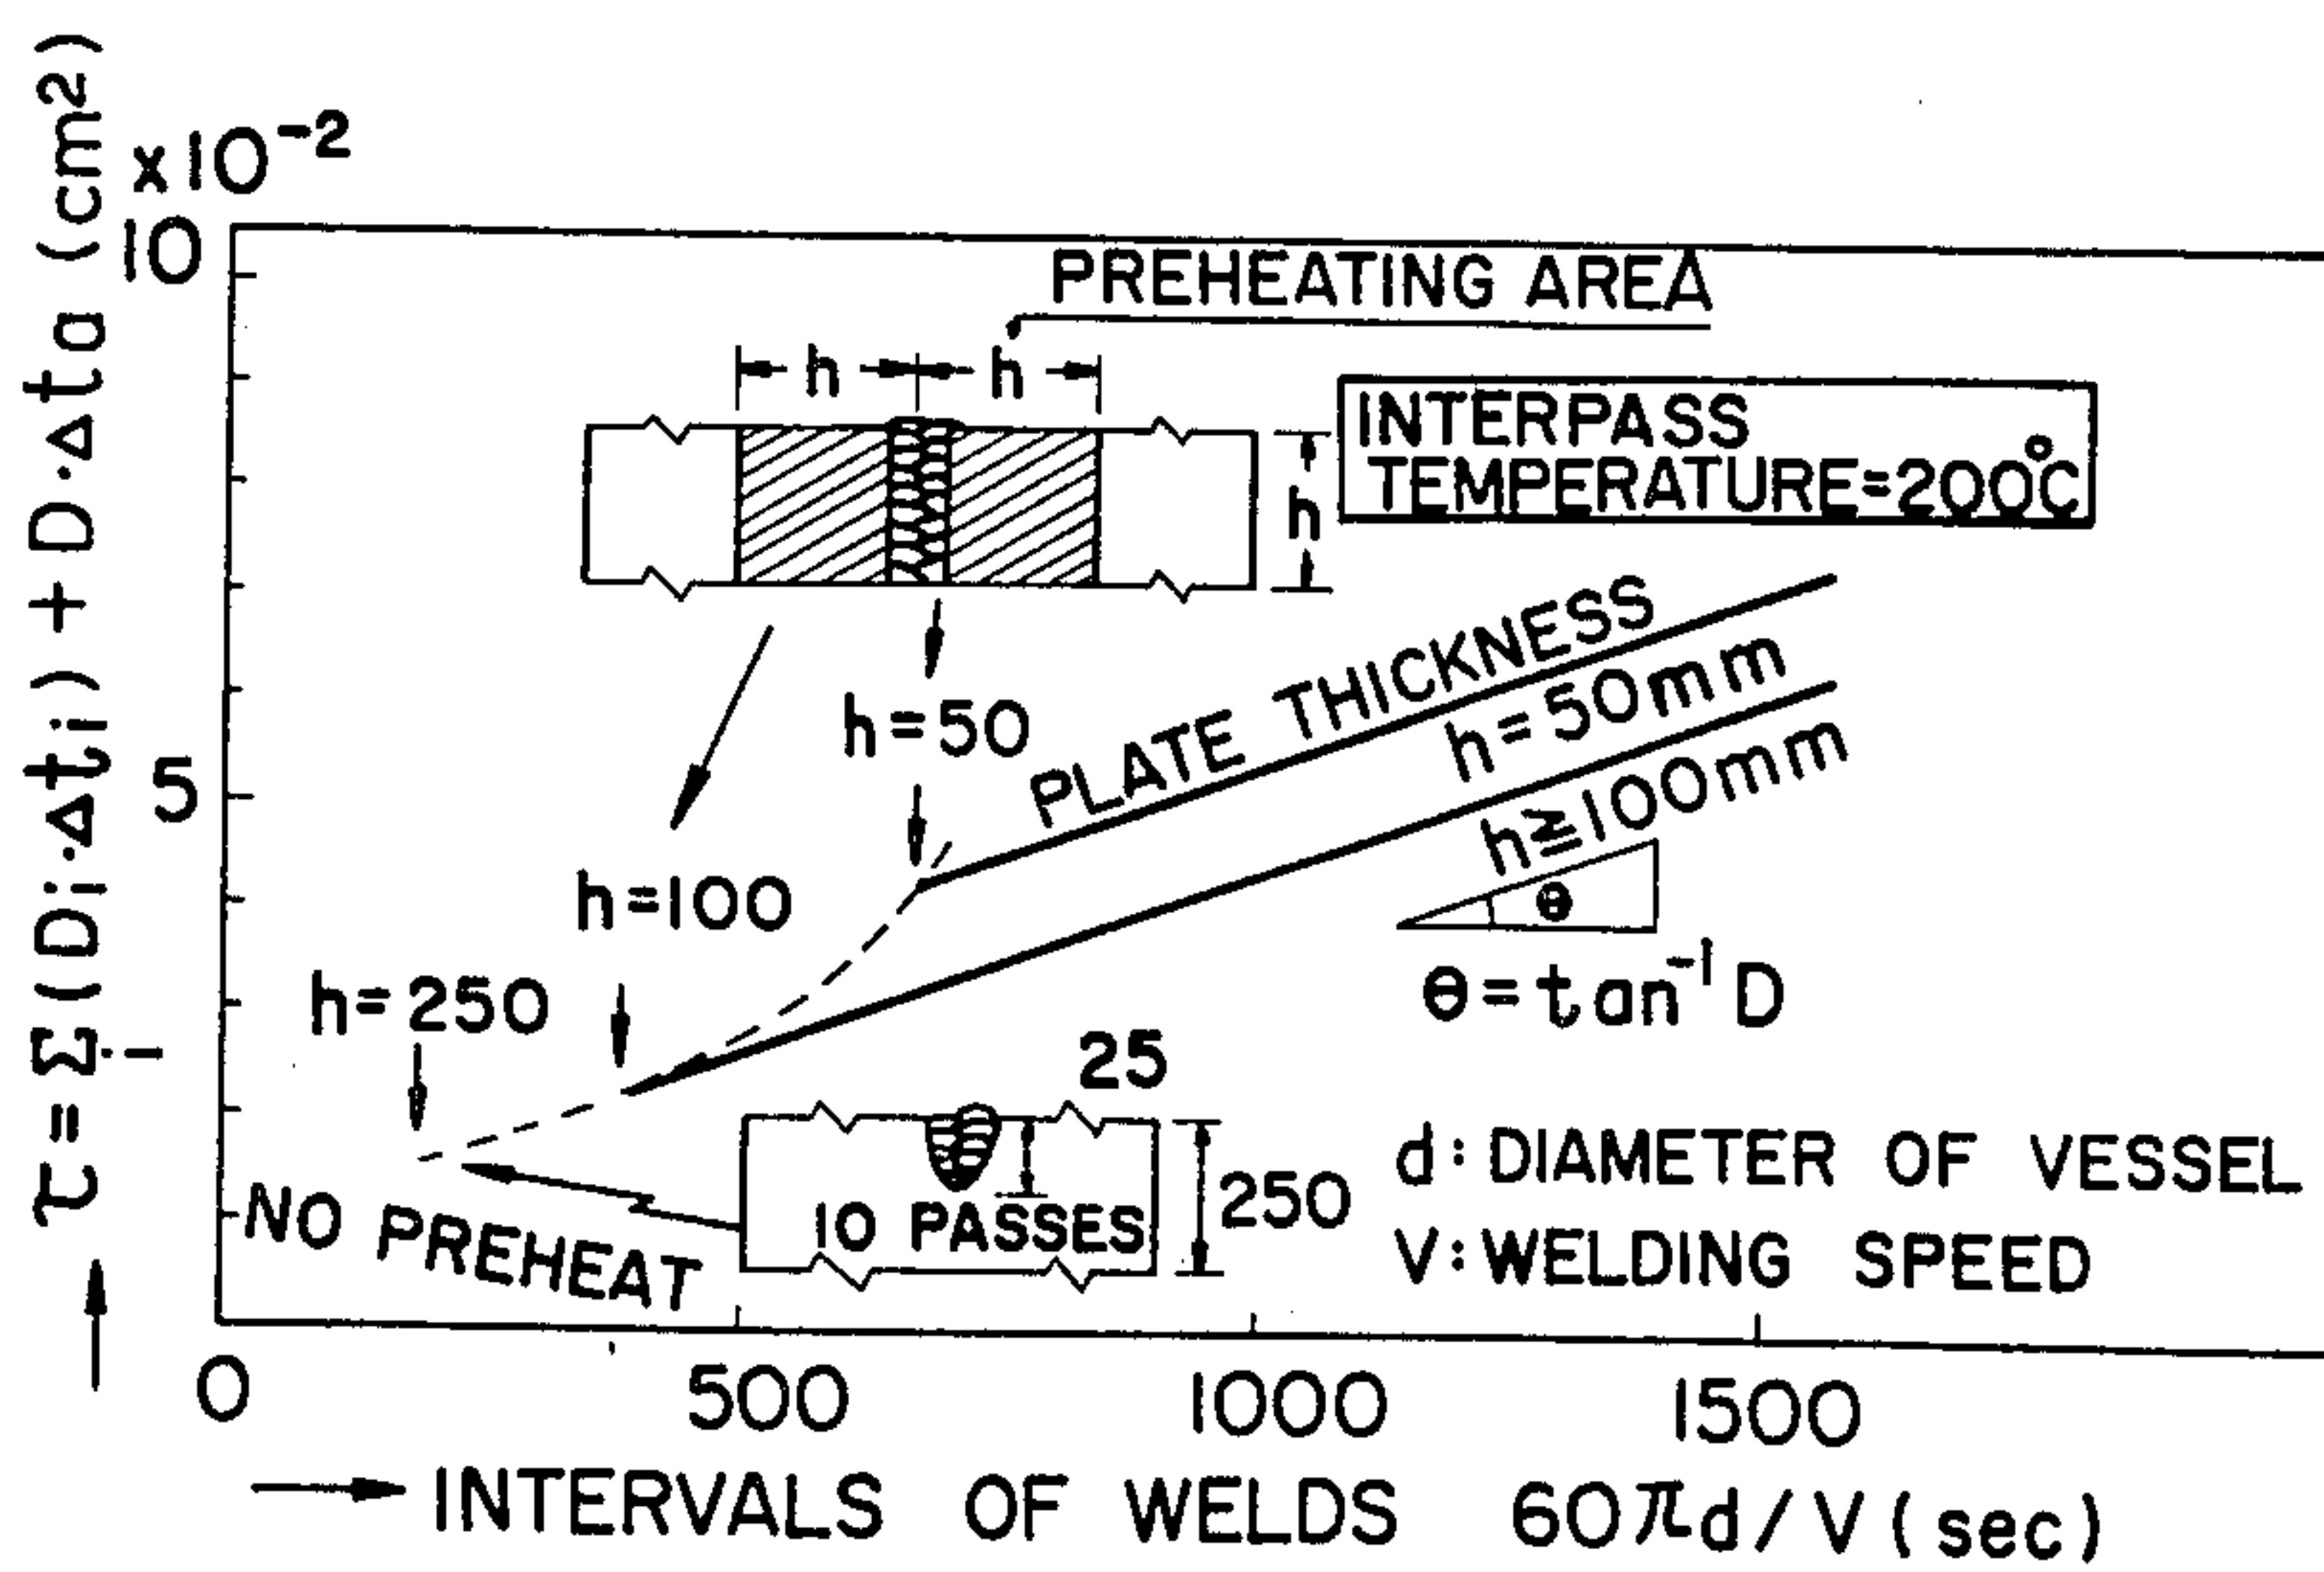 τ=Σ(Di·Δti)+D·Δta (cm²)
i=1
×10⁻²
10
5
PREHEATING AREA
h h
h
INTERPASS
TEMPERATURE=200°C
PLATE THICKNESS
h=50mm
h≧100mm
h=50
h=100
h=250
θ
θ=tan⁻¹D
25
10 PASSES
250
NO PREHEAT
d:DIAMETER OF VESSEL
V:WELDING SPEED
0 500 1000 1500
INTERVALS OF WELDS 60πd/V(sec)